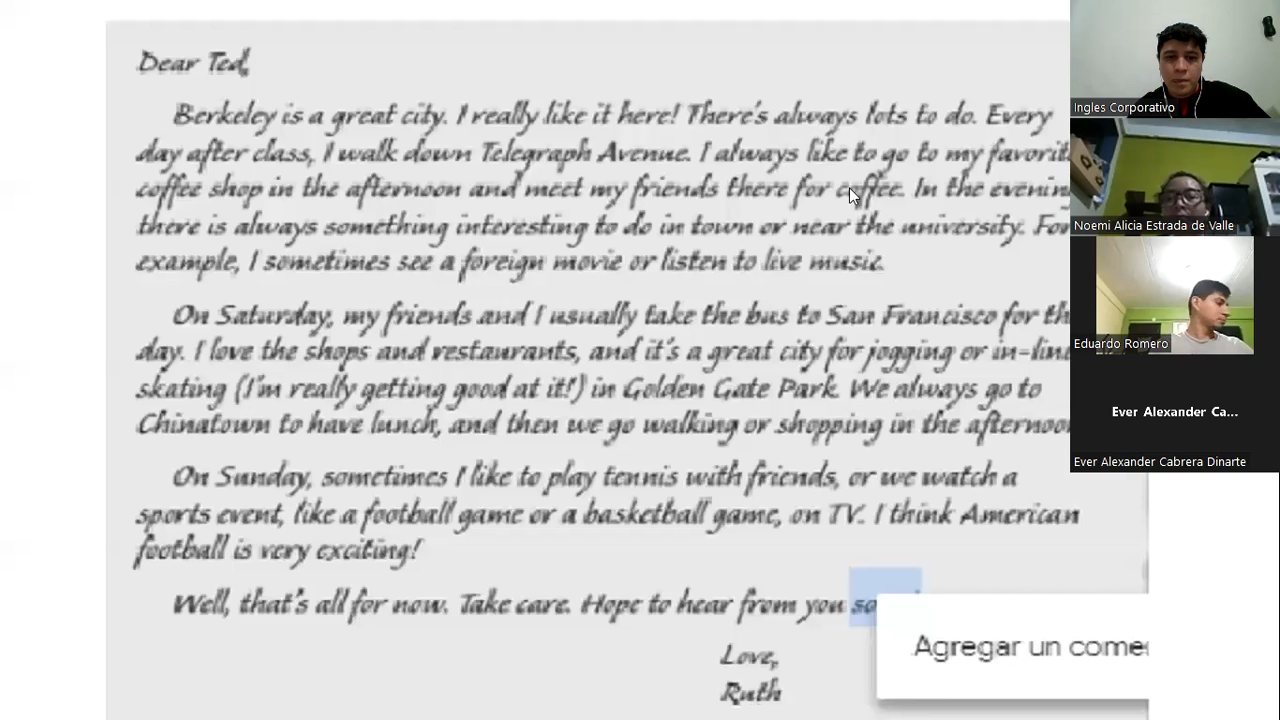 Dear Ted,
Berkeley is a great city. I really like it here! There's always lots to do. Every
day after class, I walk down Telegraph Avenue. I always like to go to my favorit
coffee shop in the afternoon and meet my friends there for coffee. In the evening
there is always something interesting to do in town or near the university. For
example, I sometimes see a foreign movie or listen to live music.
On Saturday, my friends and I usually take the bus to San Francisco for th
day. I love the shops and restaurants, and it's a great city for jogging or in-line
skating (I'm really getting good at it!) in Golden Gate Park. We always go to
Chinatown to have lunch, and then we go walking or shopping in the afternoon
On Sunday, sometimes I like to play tennis with friends, or we watch a
sports event, like a football game or a basketball game, on TV. I think American
football is very exciting!
Well, that's all for now. Take care. Hope to hear from you so
Love,
Ruth
Agregar un come
Ingles Corporativo
Noemi Alicia Estrada de Valle
Eduardo Romero
Ever Alexander Ca...
Ever Alexander Cabrera Dinarte